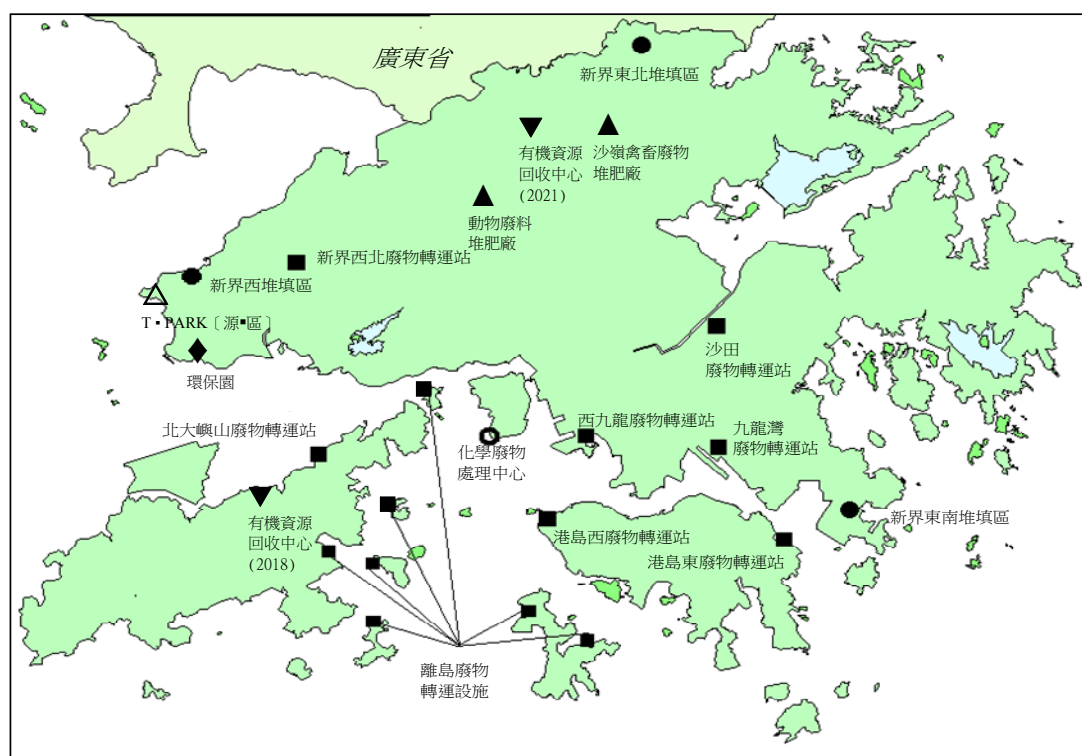 廣東省
新界東北堆填區
有機資源
回收中心
(2021)
沙嶺禽畜廢物
堆肥廠
動物廢料
堆肥廠
新界西北廢物轉運站
新界西堆填區
T▪PARK〔源▪區〕
環保園
沙田
廢物轉運站
北大嶼山廢物轉運站
化學廢物
處理中心
西九龍廢物轉運站
九龍灣
廢物轉運站
有機資源
回收中心
(2018)
港島西廢物轉運站
港島東廢物轉運站
新界東南堆填區
離島廢物
轉運設施